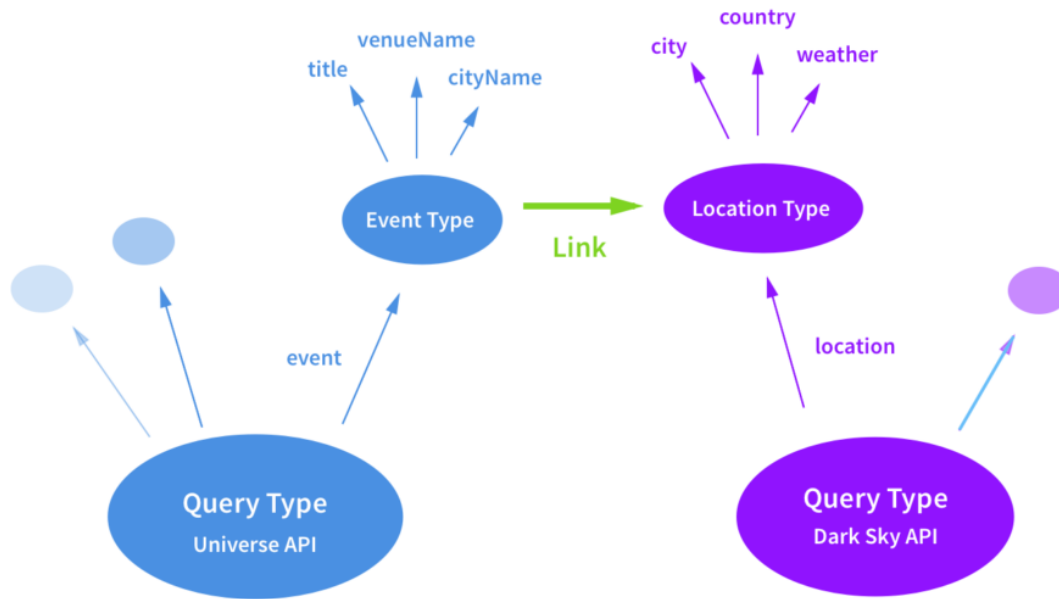 country
venueName
city
weather
title
cityName
Event Type
Location Type
Link
event
location
Query Type
Universe API
Query Type
Dark Sky API